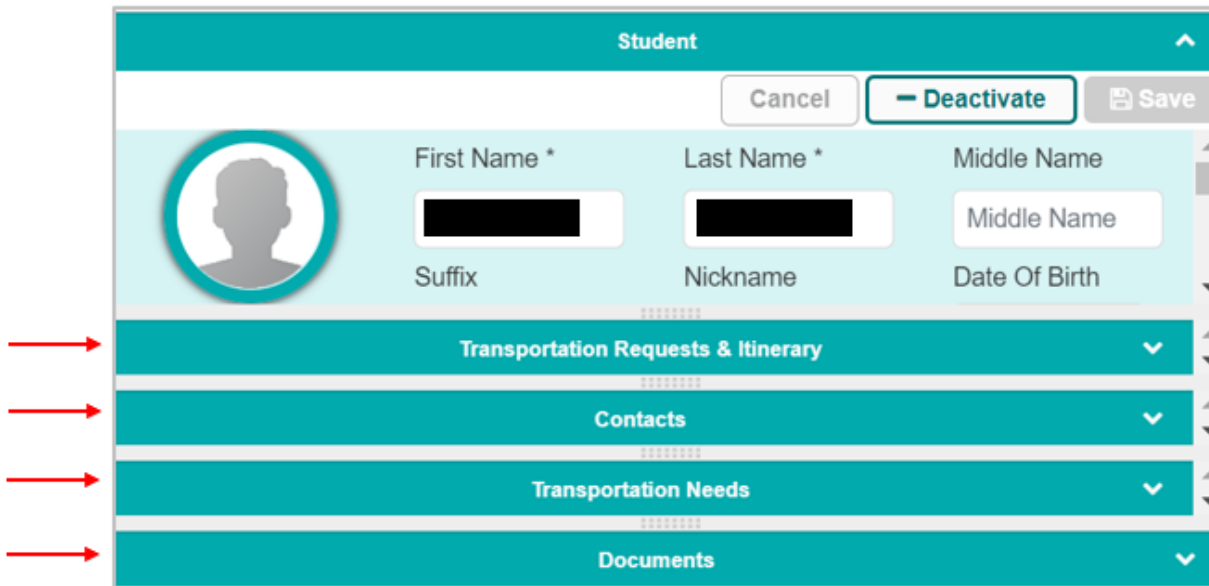 Student
Cancel Deactivate Save
First Name * Last Name * Middle Name
Middle Name
Suffix Nickname Date Of Birth
Transportation Requests & Itinerary
Contacts
Transportation Needs
Documents